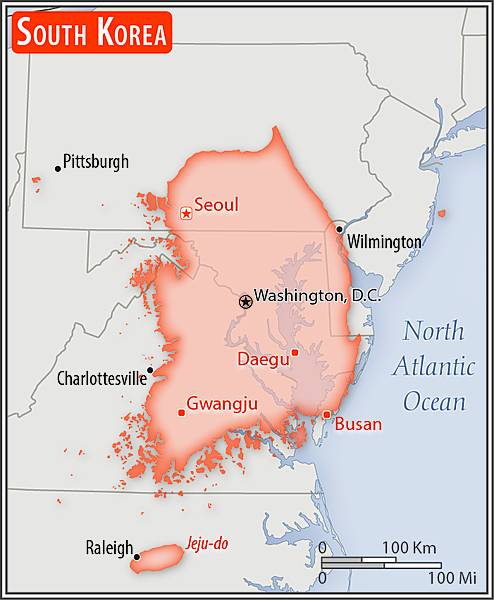 SOUTH KOREA
Pittsburgh
Seoul
Wilmington
Washington, D.C.
North
Atlantic
Ocean
Daegu
Charlottesville
Gwangju
Busan
Jeju-do
Raleigh
0 100 Km
0 100 Mi